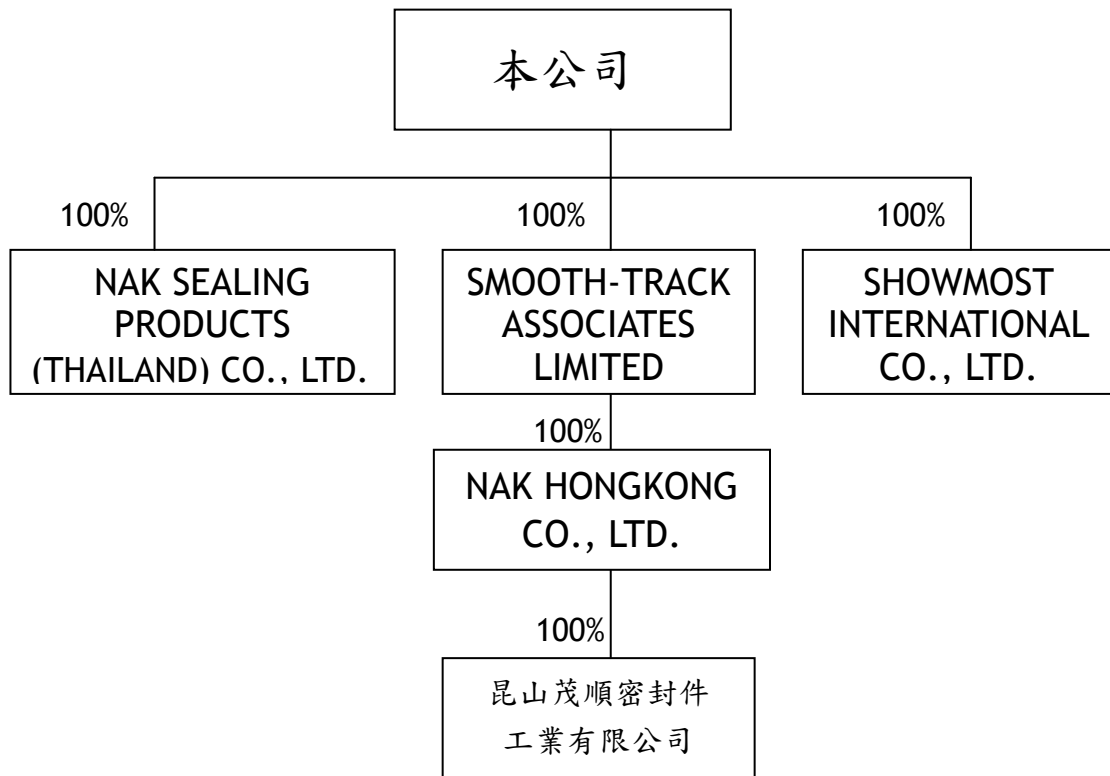 本公司
100%
100%
100%
NAK SEALING
PRODUCTS
(THAILAND) CO., LTD.
SMOOTH-TRACK
ASSOCIATES
LIMITED
SHOWMOST
INTERNATIONAL
CO., LTD.
100%
NAK HONGKONG
CO., LTD.
100%
昆山茂順密封件
工業有限公司